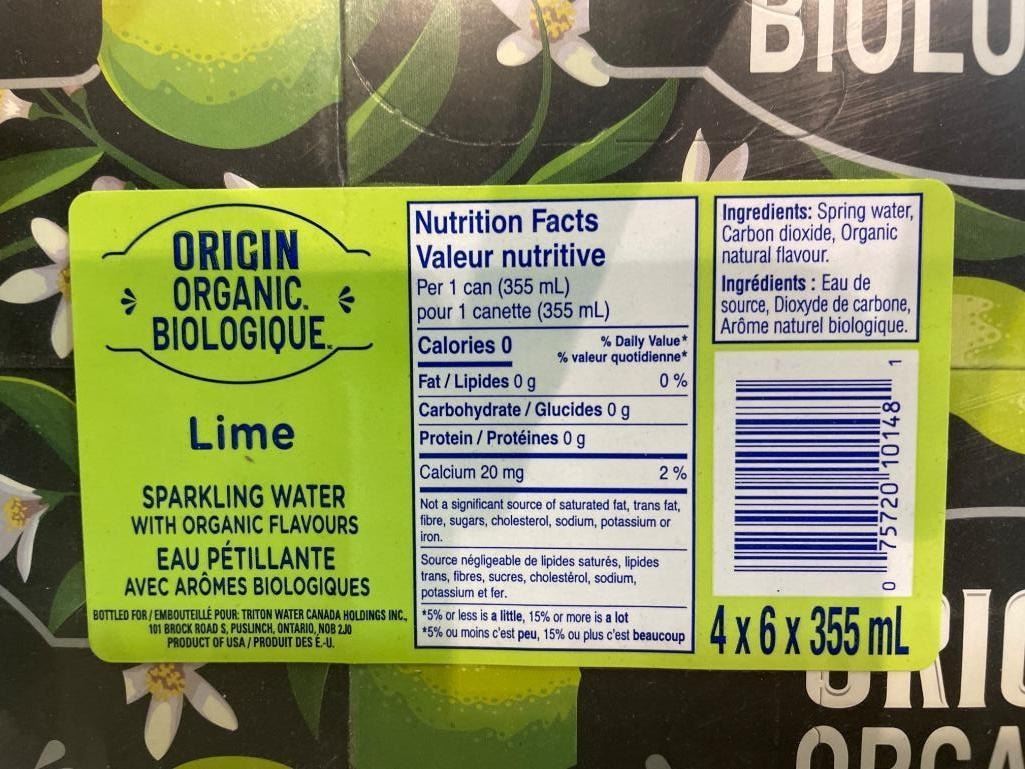 BIOLO
ORIGIN
ORGANIC.
BIOLOGIQUE
Lime
SPARKLING WATER
WITH ORGANIC FLAVOURS
EAU PÉTILLANTE
AVEC ARÔMES BIOLOGIQUES
BOTTLED FOR / EMBOUTEILLÉ POUR: TRITON WATER CANADA HOLDINGS INC.,
101 BROCK ROAD S, PUSLINCH, ONTARIO, N0B 2J0
PRODUCT OF USA / PRODUIT DES É.-U.
Nutrition Facts
Valeur nutritive
Per 1 can (355 mL)
pour 1 canette (355 mL)
Calories 0
% Daily Value*
% valeur quotidienne*
Fat / Lipides 0 g 0 %
Carbohydrate / Glucides 0 g
Protein / Protéines 0 g
Calcium 20 mg 2 %
Not a significant source of saturated fat, trans fat,
fibre, sugars, cholesterol, sodium, potassium or
iron.
Source négligeable de lipides saturés, lipides
trans, fibres, sucres, cholestérol, sodium,
potassium et fer.
*5% or less is a little, 15% or more is a lot
*5% ou moins c'est peu, 15% ou plus c'est beaucoup
Ingredients: Spring water,
Carbon dioxide, Organic
natural flavour.
Ingrédients : Eau de
source, Dioxyde de carbone,
Arôme naturel biologique.
0 75720 10148 1
4 x 6 x 355 mL
ORIG
ORGA